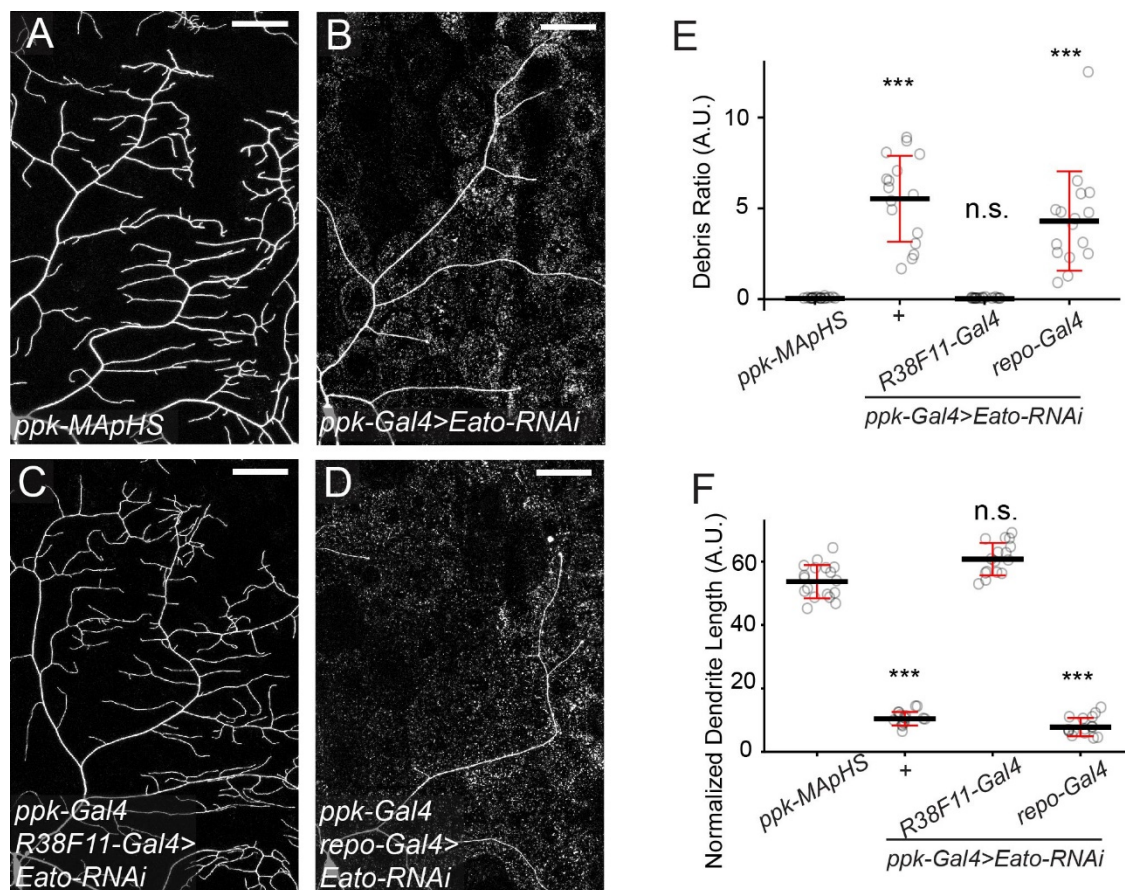 A
ppk-MApHS
B
ppk-Gal4>Eato-RNAi
C
ppk-Gal4
R38F11-Gal4>
Eato-RNAi
D
ppk-Gal4
repo-Gal4>
Eato-RNAi
E
Debris Ratio (A.U.)
10
5
0
***
n.s.
***
ppk-MApHS
+
R38F11-Gal4
repo-Gal4
ppk-Gal4>Eato-RNAi
F
Normalized Dendrite Length (A.U.)
60
40
20
0
***
n.s.
***
ppk-MApHS
+
R38F11-Gal4
repo-Gal4
ppk-Gal4>Eato-RNAi